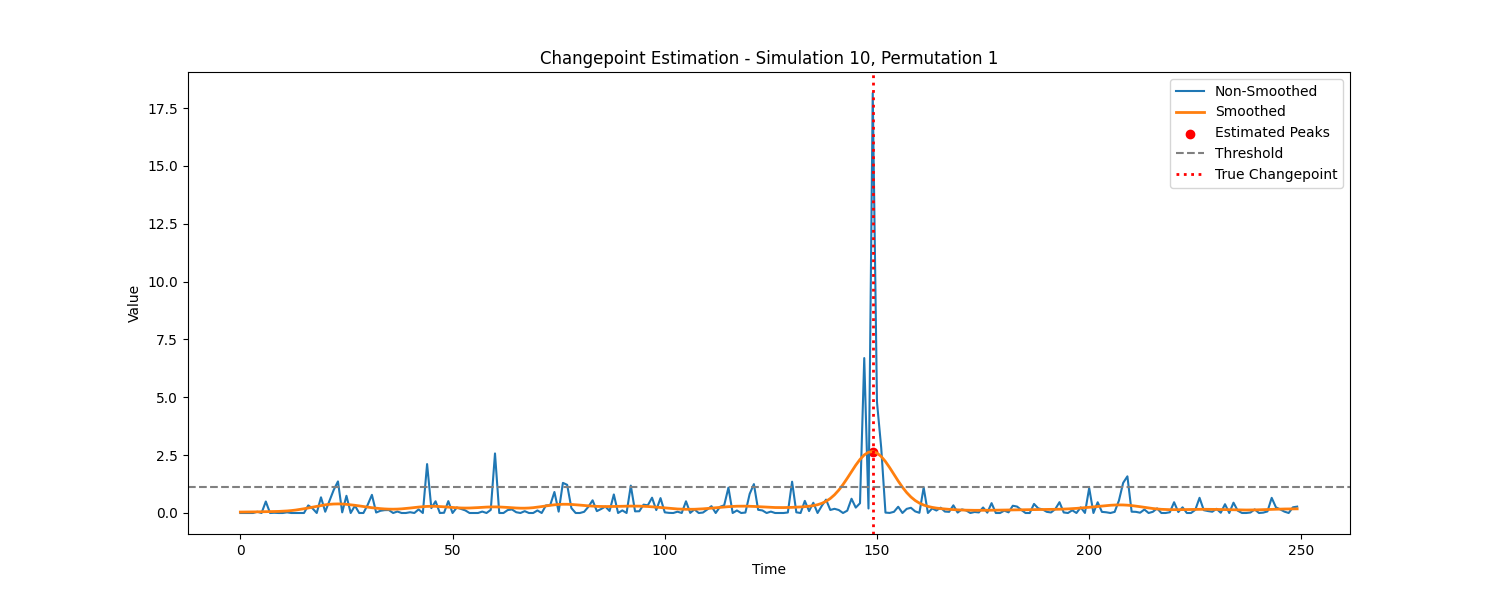 Changepoint Estimation - Simulation 10, Permutation 1
Non-Smoothed
Smoothed
Estimated Peaks
Threshold
True Changepoint
Value
17.5
15.0
12.5
10.0
7.5
5.0
2.5
0.0
0 50 100 150 200 250
Time